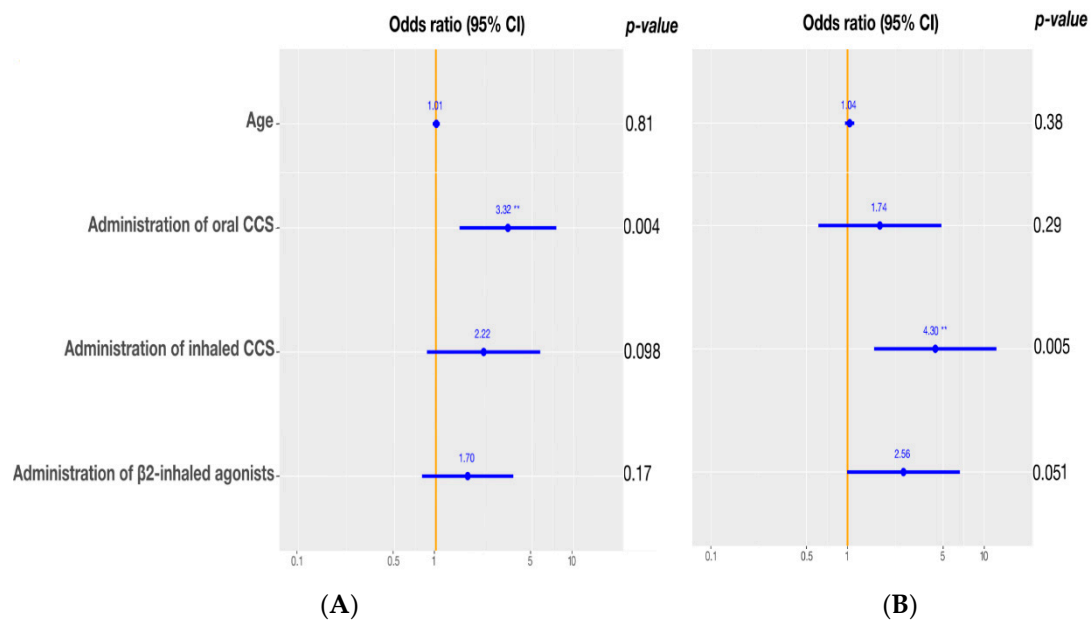 Odds ratio (95% CI) p-value Odds ratio (95% CI) p-value
Age 1.01 0.81 1.04 0.38
Administration of oral CCS 3.32 ** 0.004 1.74 0.29
Administration of inhaled CCS 2.22 0.098 4.30 ** 0.005
Administration of β2-inhaled agonists 1.70 0.17 2.56 0.051
0.1 0.5 1 5 10 0.1 0.5 1 5 10
(A) (B)